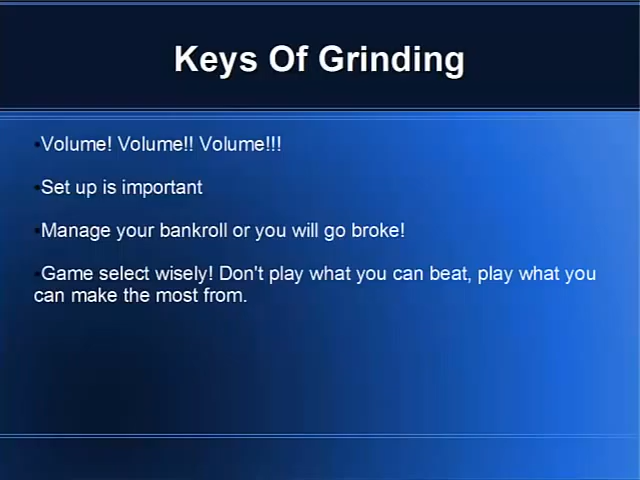 Keys Of Grinding
•Volume! Volume!! Volume!!!
•Set up is important
•Manage your bankroll or you will go broke!
•Game select wisely! Don't play what you can beat, play what you
can make the most from.